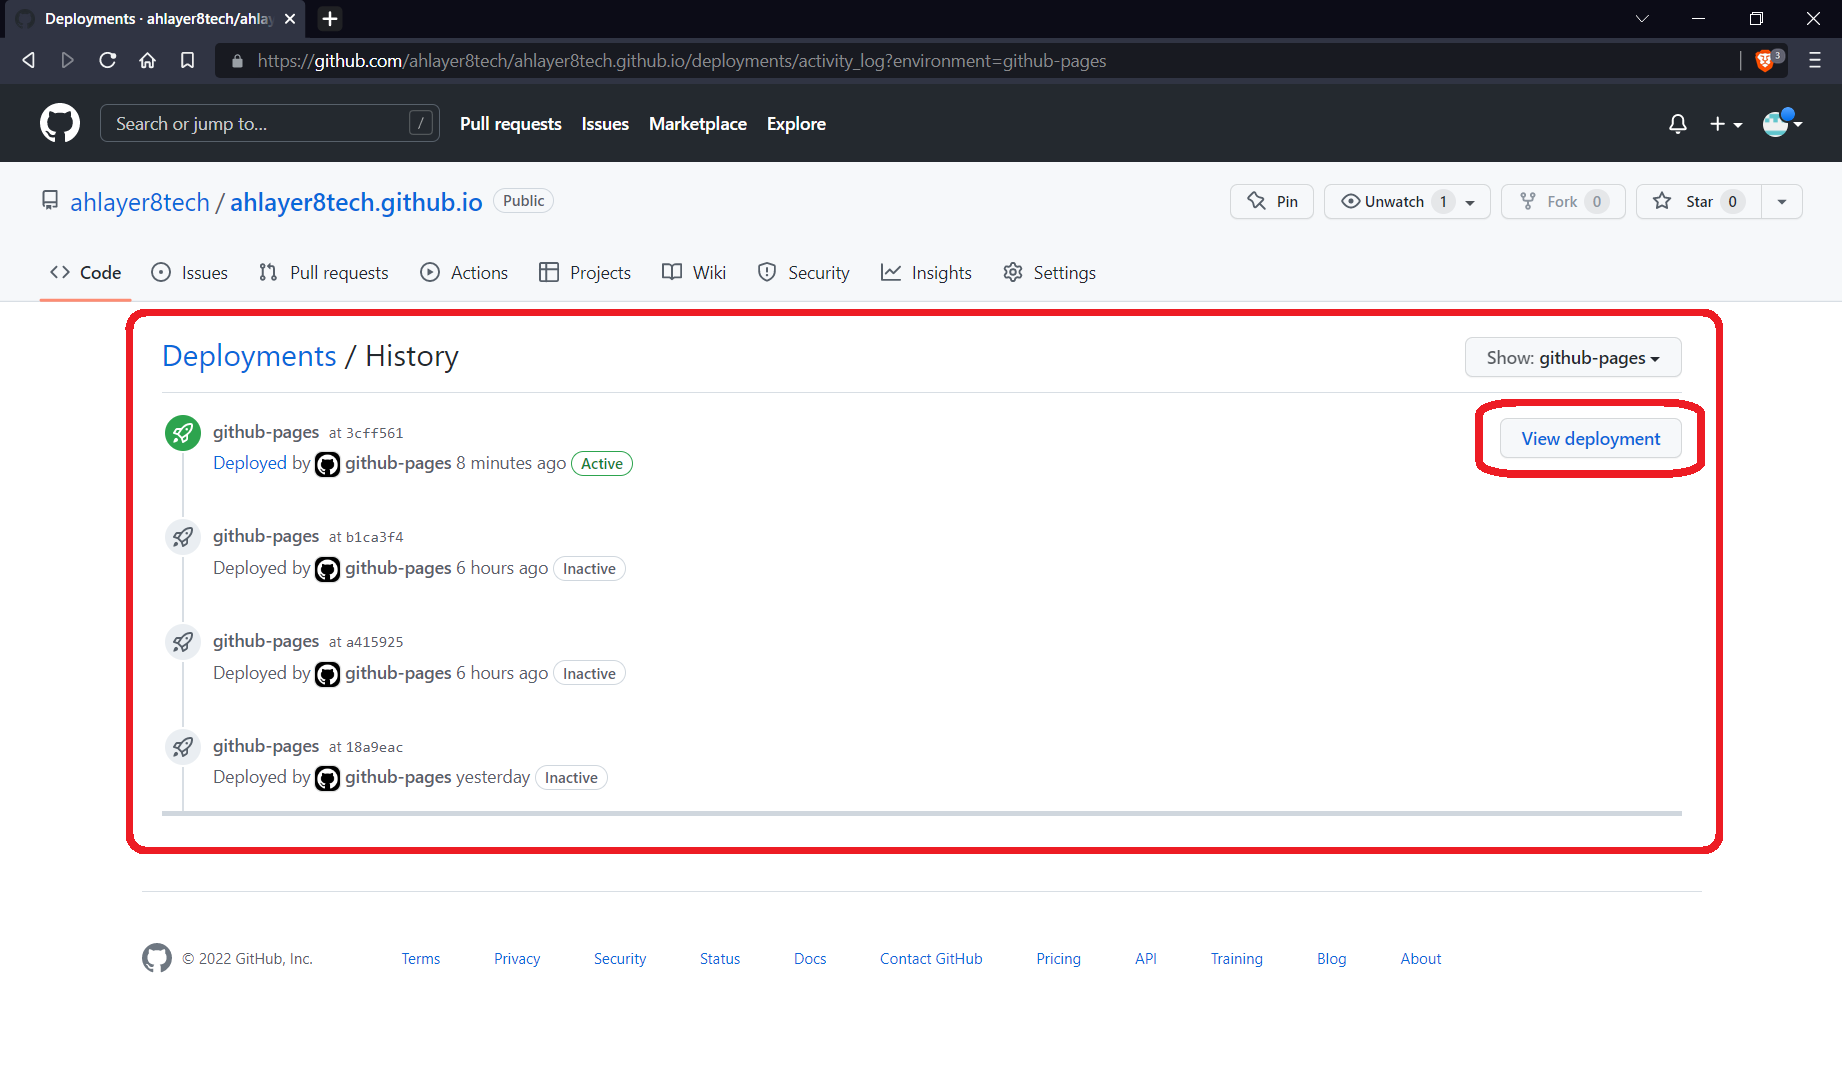 Deployments · ahlayer8tech/ahlay
https://github.com/ahlayer8tech/ahlayer8tech.github.io/deployments/activity_log?environment=github-pages
3
Search or jump to...
/
Pull requests
Issues
Marketplace
Explore
ahlayer8tech / ahlayer8tech.github.io
Public
Pin
Unwatch 1
Fork 0
Star 0
Code
Issues
Pull requests
Actions
Projects
Wiki
Security
Insights
Settings
Deployments / History
Show: github-pages
github-pages at 3cff561
View deployment
Deployed by github-pages 8 minutes ago Active
github-pages at b1ca3f4
Deployed by github-pages 6 hours ago Inactive
github-pages at a415925
Deployed by github-pages 6 hours ago Inactive
github-pages at 18a9eac
Deployed by github-pages yesterday Inactive
© 2022 GitHub, Inc.
Terms
Privacy
Security
Status
Docs
Contact GitHub
Pricing
API
Training
Blog
About